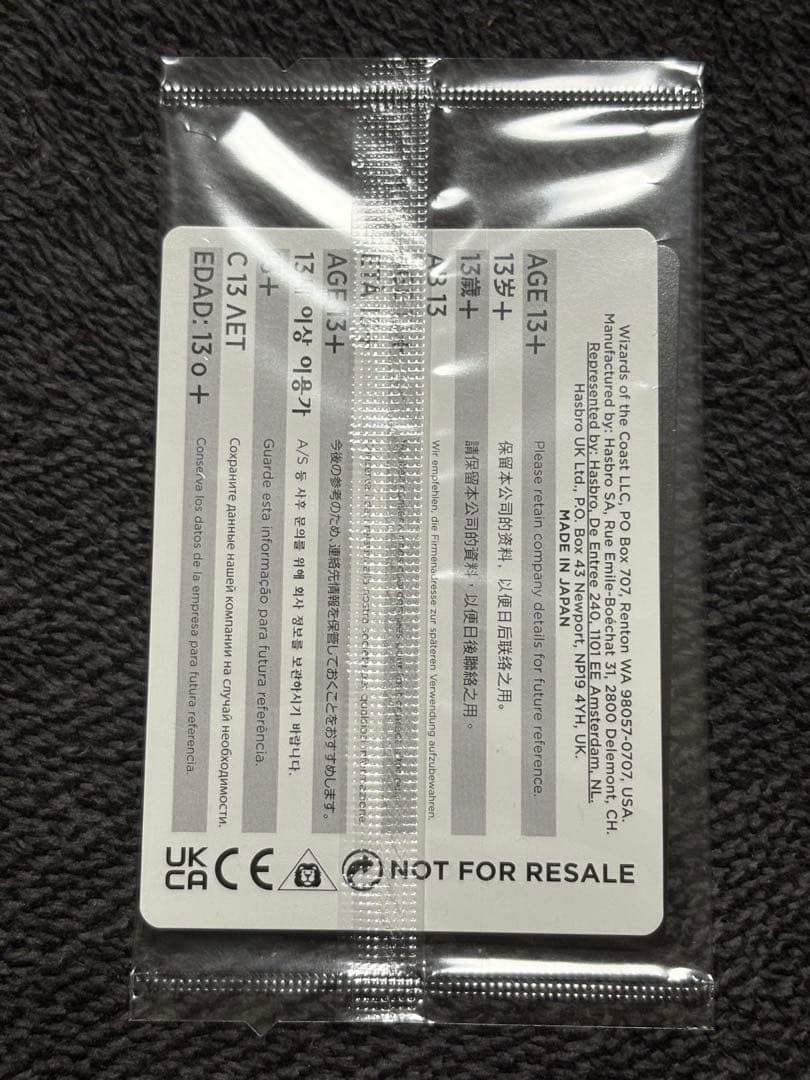 Wizards of the Coast LLC, PO Box 707, Renton WA 98057-0707, USA.
Manufactured by: Hasbro SA, Rue Emile-Boéchat 31, 2800 Delemont, CH.
Represented by: Hasbro, De Entree 240, 1101 EE Amsterdam, NL.
Hasbro UK Ltd., P.O. Box 43 Newport, NP19 4YH, UK.
MADE IN JAPAN
AGE 13+ Please retain company details for future reference.
13岁+ 保留本公司的资料，以便日后联络之用。
13歲+ 請保留本公司的資料，以便日後聯絡之用。
AB 13 Wir empfehlen, die Firmenadresse zur späteren Verwendung aufzubewahren.
AGE 13+ 今後の参考のため、連絡先情報を保管しておくことをおすすめします。
13 이상 이용가 A/S 등 사후 문의를 위해 회사 정보를 보관하시기 바랍니다.
Guarde esta informação para futura referência.
С 13 ЛЕТ Сохраните данные нашей компании на случай необходимости.
EDAD: 13 o + Conserva los datos de la empresa para futura referencia.
UK
CA CE NOT FOR RESALE